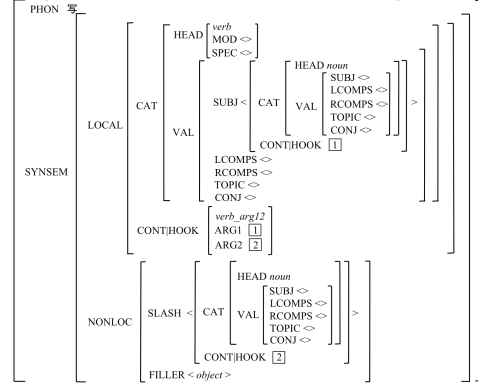 PHON 写
verb
HEAD MOD <>
SPEC <>
HEAD noun
SUBJ <>
LCOMPS <>
SUBJ < CAT VAL RCOMPS <> >
TOPIC <>
CONJ <>
CONT|HOOK 1
CAT VAL
LOCAL
LCOMPS <>
RCOMPS <>
TOPIC <>
CONJ <>
SYNSEM
verb_arg12
CONT|HOOK ARG1 1
ARG2 2
HEAD noun
SUBJ <>
LCOMPS <>
SLASH < CAT VAL RCOMPS <> >
TOPIC <>
NONLOC CONJ <>
CONT|HOOK 2
FILLER < object >